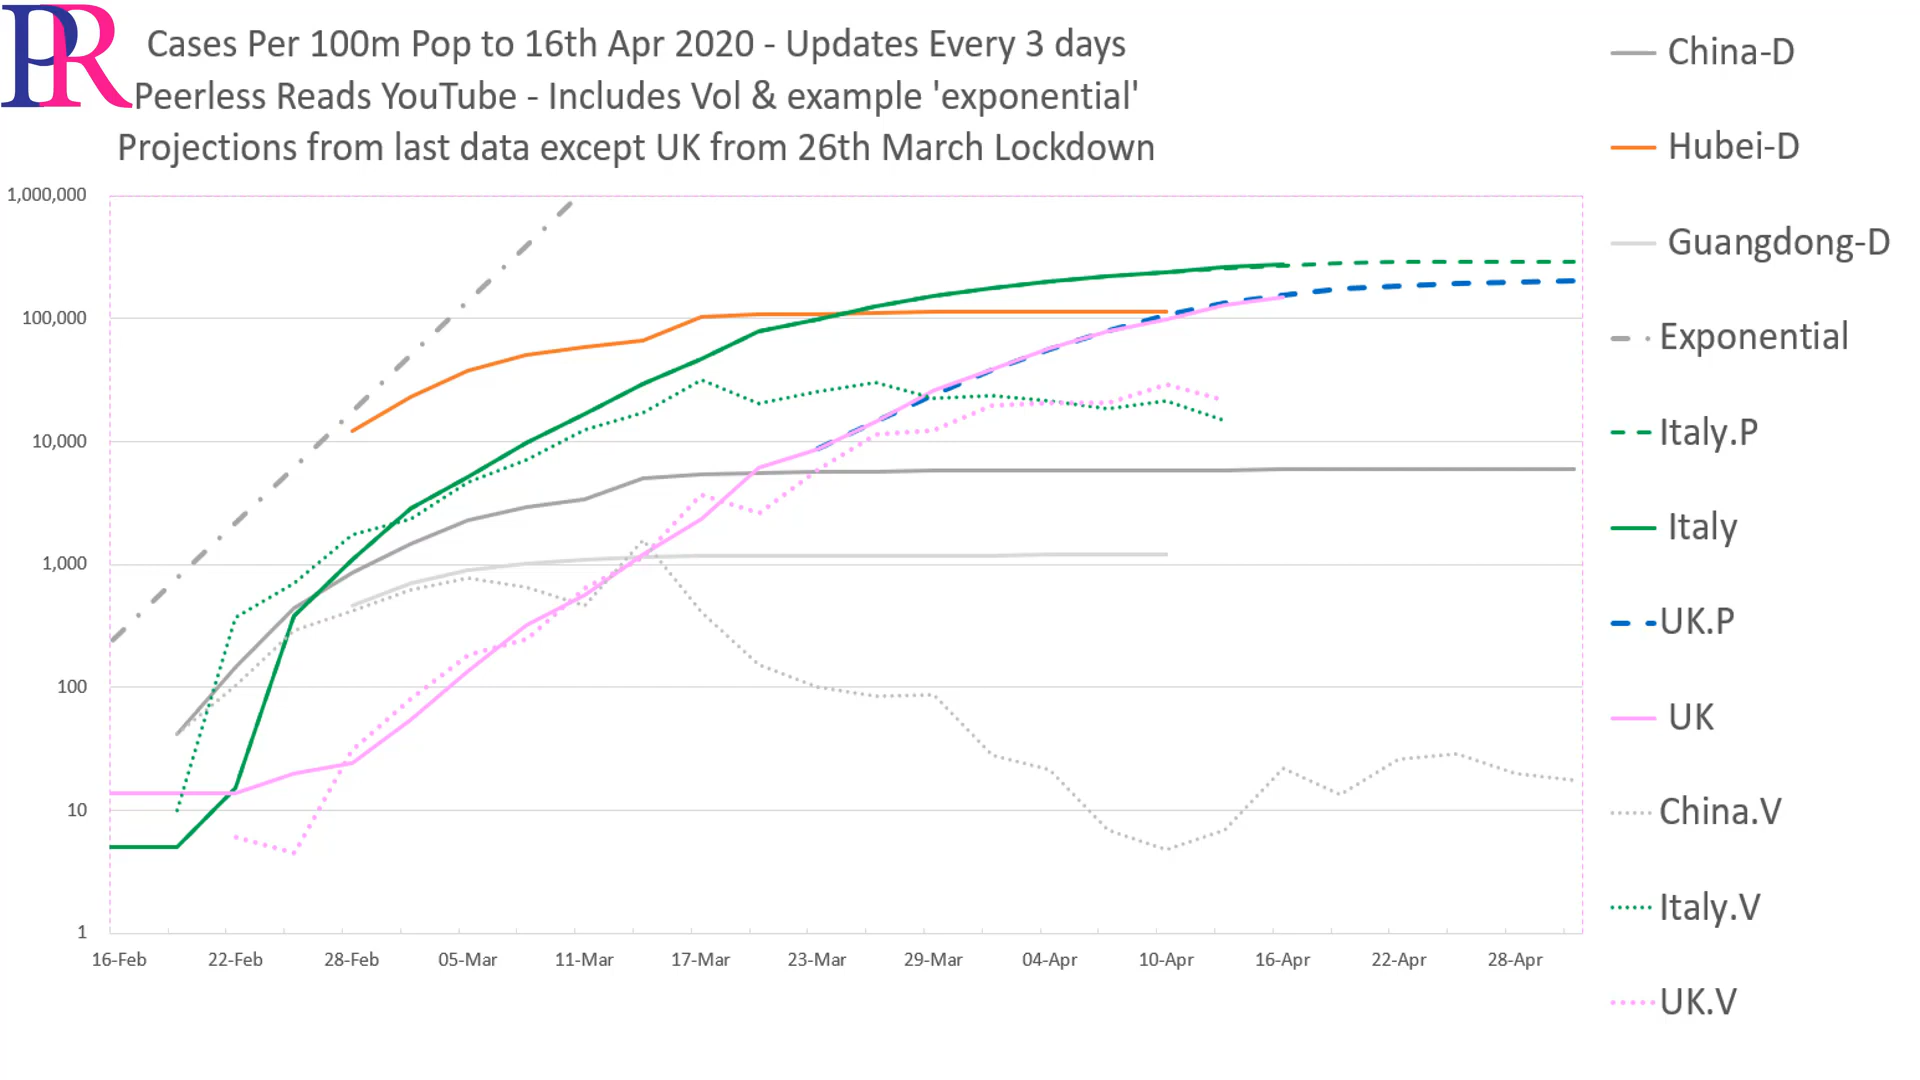 PR
Cases Per 100m Pop to 16th Apr 2020 - Updates Every 3 days
Peerless Reads YouTube - Includes Vol & example 'exponential'
Projections from last data except UK from 26th March Lockdown
1,000,000
100,000
10,000
1,000
100
10
1
16-Feb 22-Feb 28-Feb 05-Mar 11-Mar 17-Mar 23-Mar 29-Mar 04-Apr 10-Apr 16-Apr 22-Apr 28-Apr
China-D
Hubei-D
Guangdong-D
Exponential
Italy.P
Italy
UK.P
UK
China.V
Italy.V
UK.V